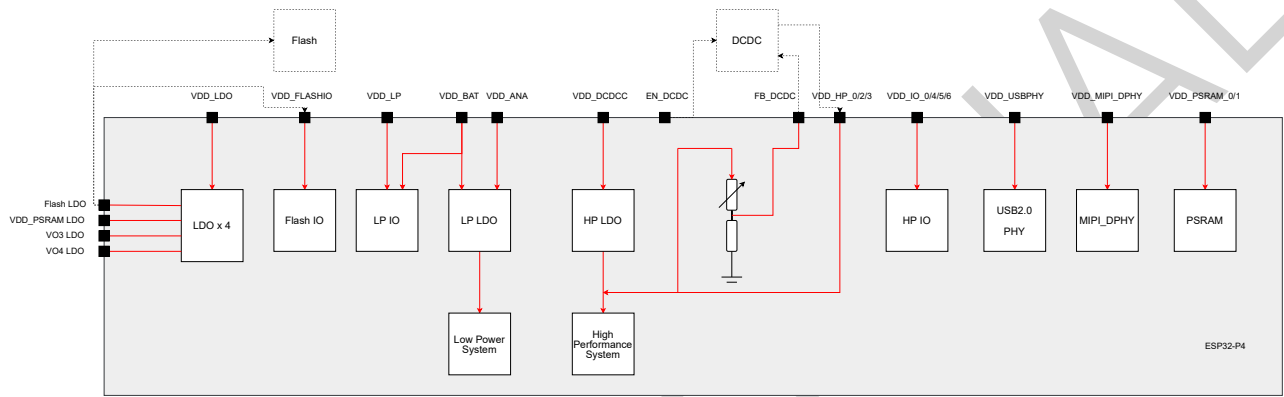 Flash
DCDC
VDD_LDO
VDD_FLASHIO
VDD_LP
VDD_BAT
VDD_ANA
VDD_DCDCC
EN_DCDC
FB_DCDC
VDD_HP_0/2/3
VDD_IO_0/4/5/6
VDD_USBPHY
VDD_MIPI_DPHY
VDD_PSRAM_0/1
Flash LDO
VDD_PSRAM LDO
VO3 LDO
VO4 LDO
LDO x 4
Flash IO
LP IO
LP LDO
HP LDO
HP IO
USB2.0
PHY
MIPI_DPHY
PSRAM
Low Power
System
High
Performance
System
ESP32-P4